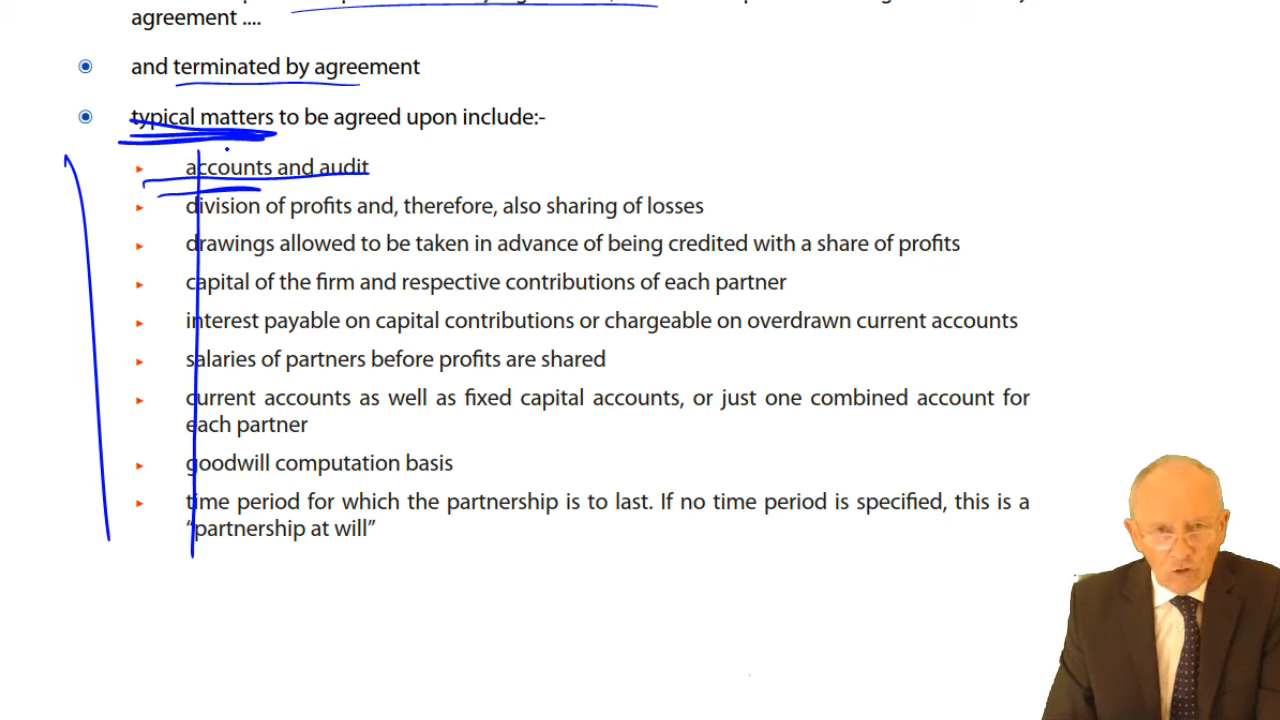 agreement ....
and terminated by agreement
typical matters to be agreed upon include:-
accounts and audit
division of profits and, therefore, also sharing of losses
drawings allowed to be taken in advance of being credited with a share of profits
capital of the firm and respective contributions of each partner
interest payable on capital contributions or chargeable on overdrawn current accounts
salaries of partners before profits are shared
current accounts as well as fixed capital accounts, or just one combined account for
each partner
goodwill computation basis
time period for which the partnership is to last. If no time period is specified, this is a
“partnership at will”